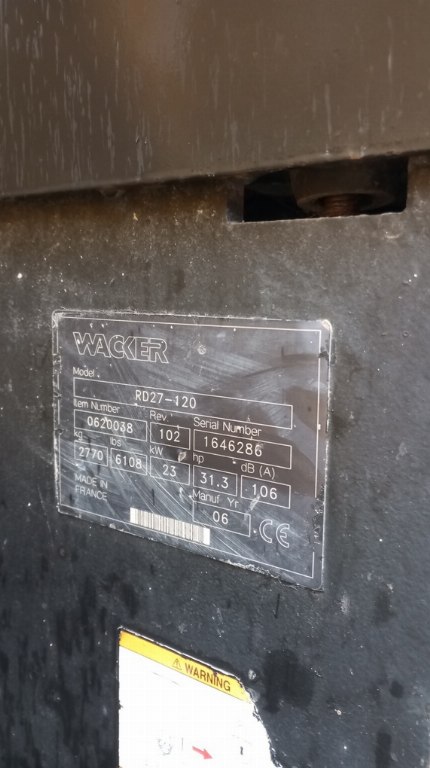 WACKER
Model
RD27-120
Item Number Rev Serial Number
0620038 102 1646286
kg lbs kW hp dB (A)
2770 6108 23 31.3 106
MADE IN
FRANCE
Manuf Yr
06
CE
WARNING